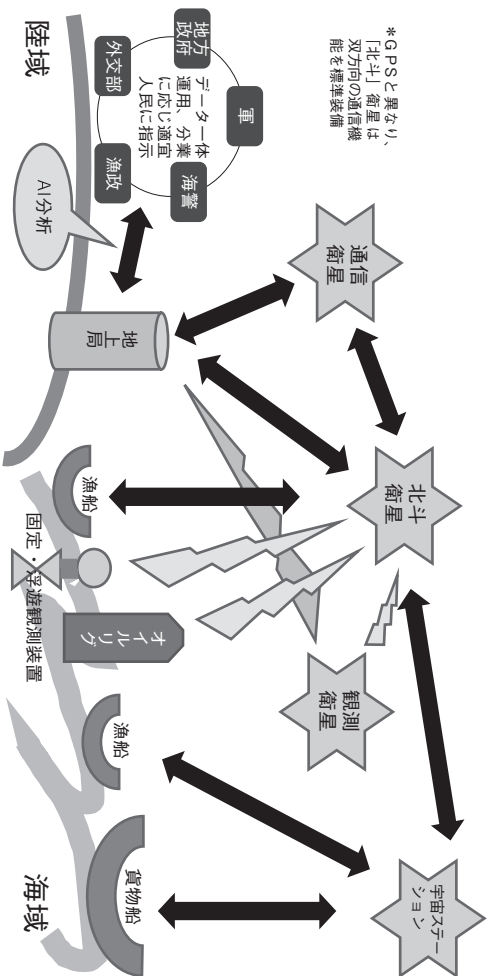 *GPSと異なり、
「北斗」衛星は
双方向の通信機
能を標準装備
通信
衛星
北斗
衛星
観測
衛星
宇宙ステー
ション
軍
地方
政府
海警
外交部
漁政
データ一体
運用、分業
に応じ適宜
人民に指示
AI分析
地上
局
漁船
オイル
リグ
漁船
貨物船
固定・浮遊観測装置
陸域
海域